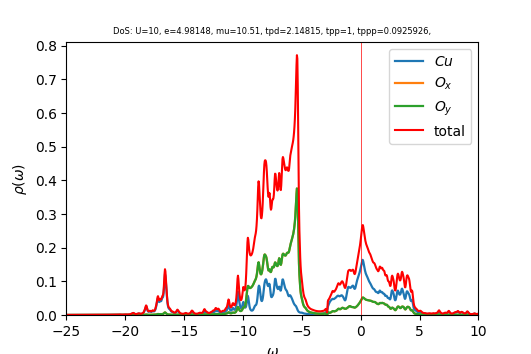 DoS: U=10, e=4.98148, mu=10.51, tpd=2.14815, tpp=1, tppp=0.0925926,
0.8
0.7
0.6
0.5
0.4
0.3
0.2
0.1
0.0
ρ(ω)
Cu
Oₓ
Oᵧ
total
−25 −20 −15 −10 −5 0 5 10
ω